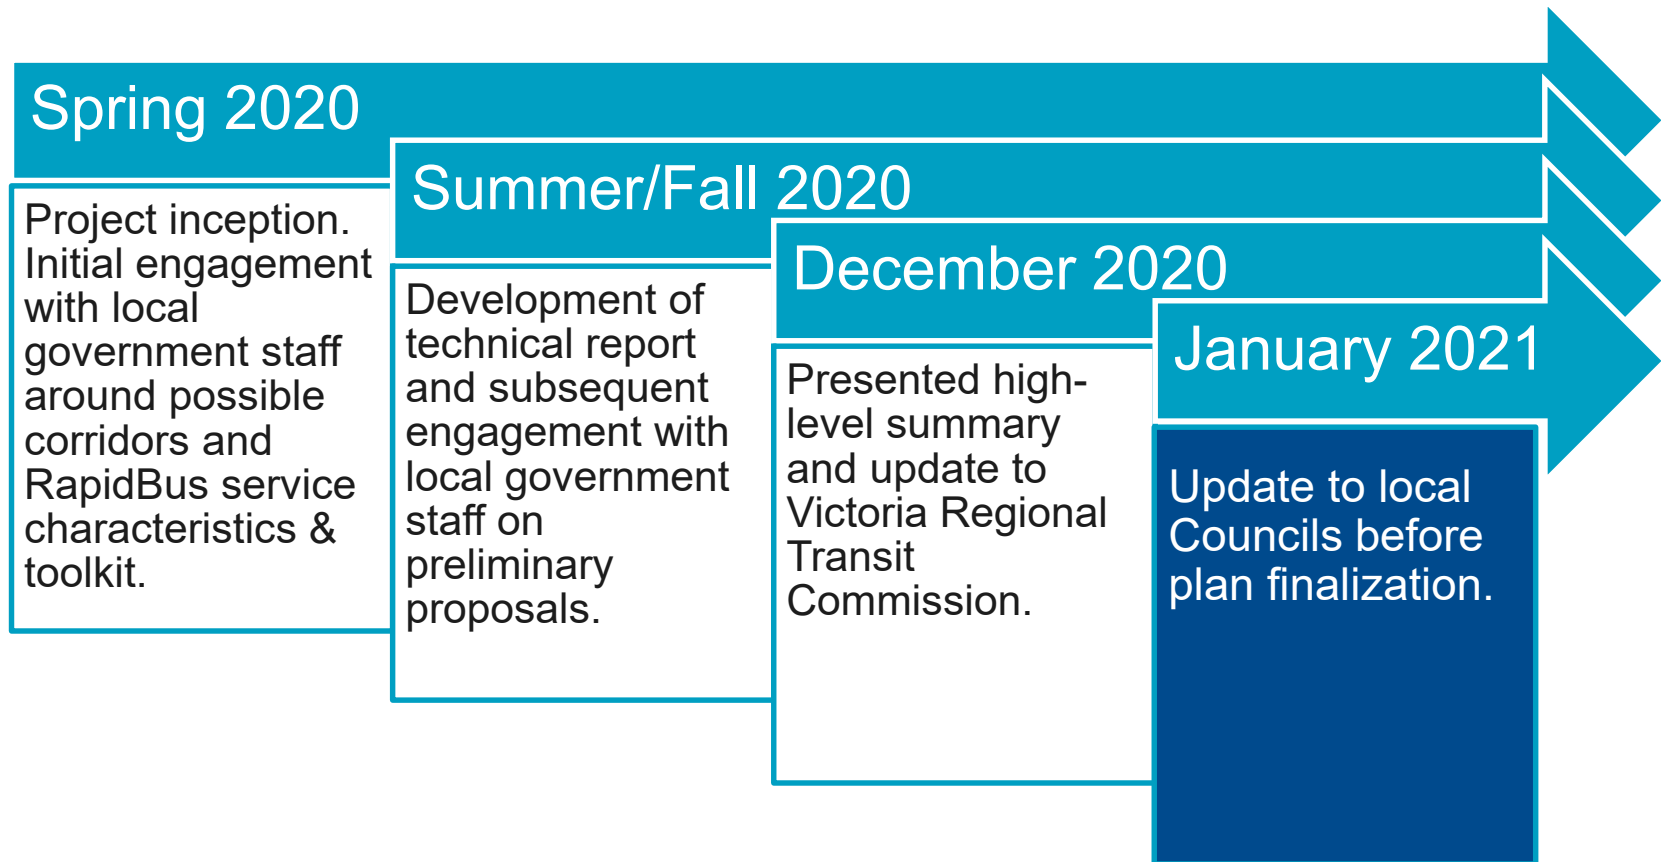 Spring 2020
Project inception.
Initial engagement
with local
government staff
around possible
corridors and
RapidBus service
characteristics &
toolkit.
Summer/Fall 2020
Development of
technical report
and subsequent
engagement with
local government
staff on
preliminary
proposals.
December 2020
Presented high-
level summary
and update to
Victoria Regional
Transit
Commission.
January 2021
Update to local
Councils before
plan finalization.